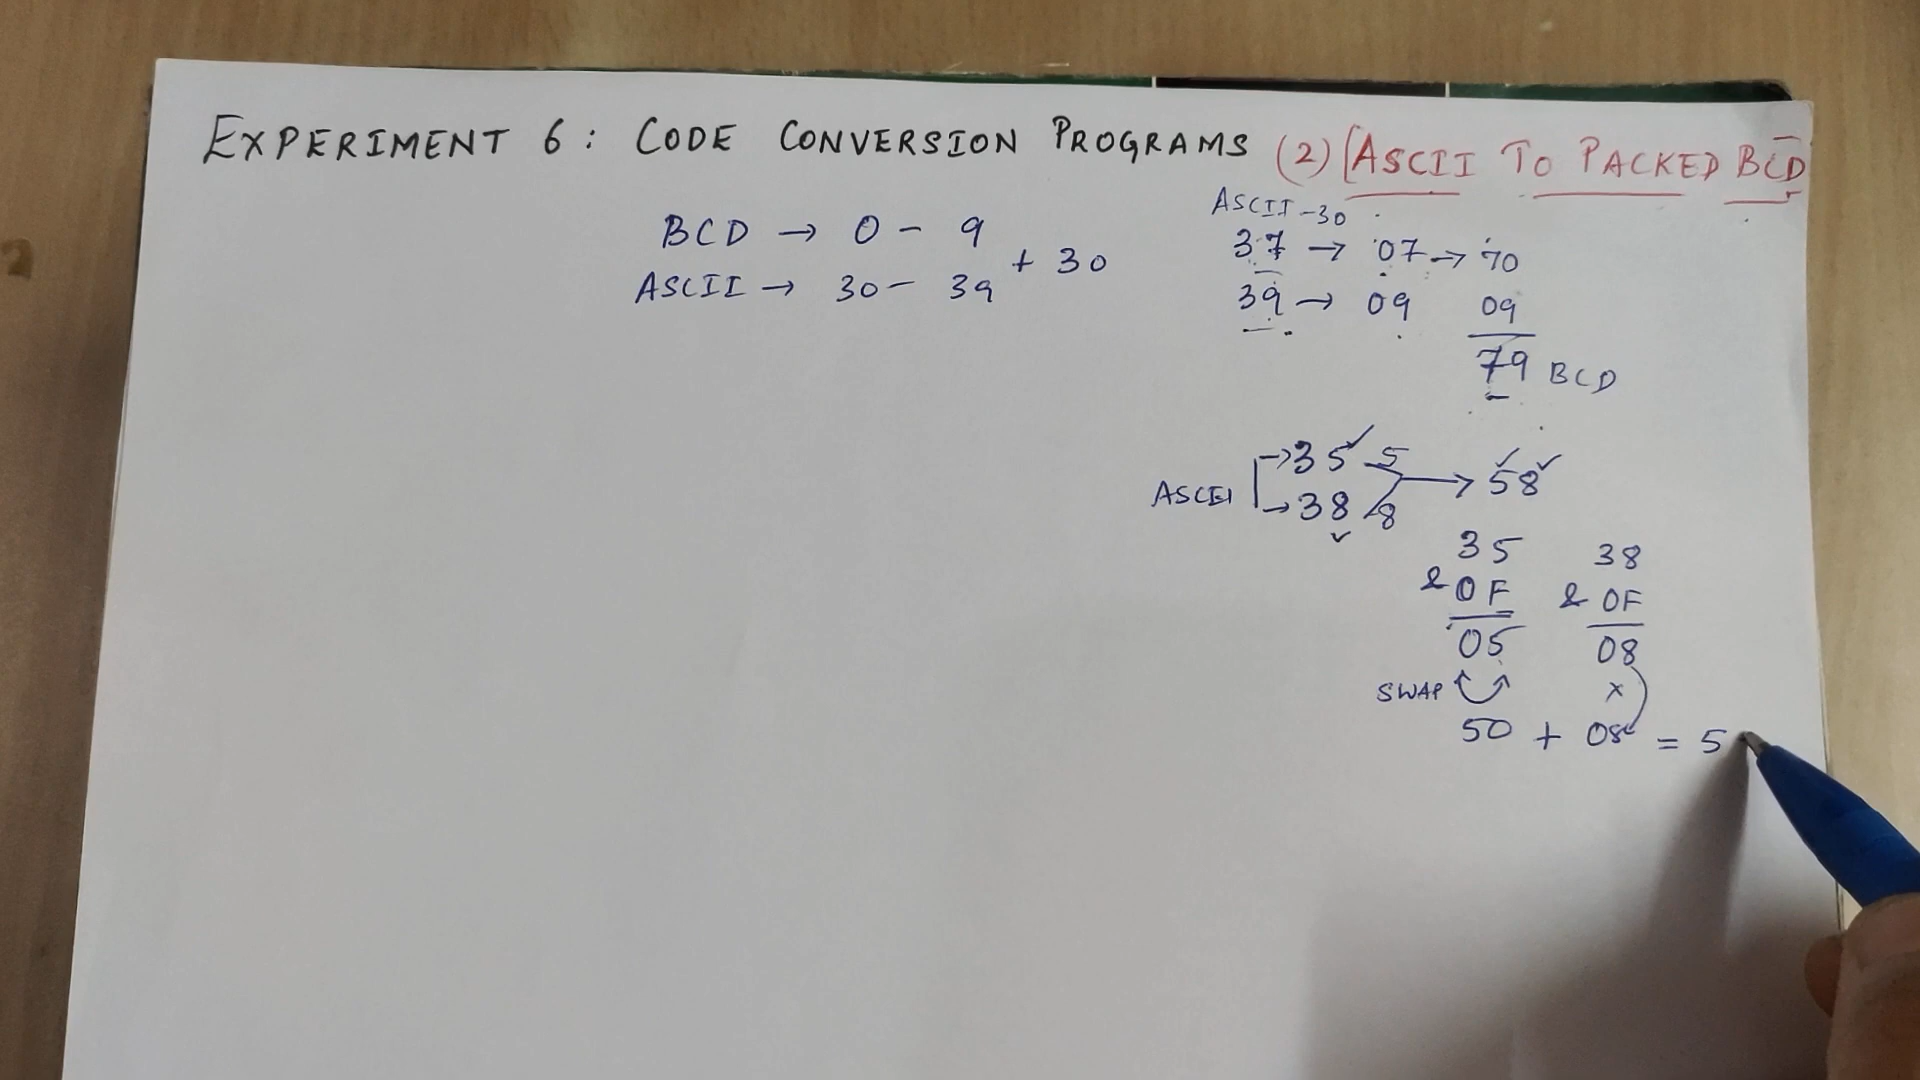 EXPERIMENT 6 : CODE CONVERSION PROGRAMS (2) [ASCII TO PACKED BCD
BCD → 0 - 9
ASCII → 30 - 39
+ 30
ASCII -30
37 → 07 → 70
39 → 09 09
79 BCD
ASCII → 35 5 → 58
→ 38 8
35 38
& 0F & 0F
05 08
SWAP x
50 + 08 = 5